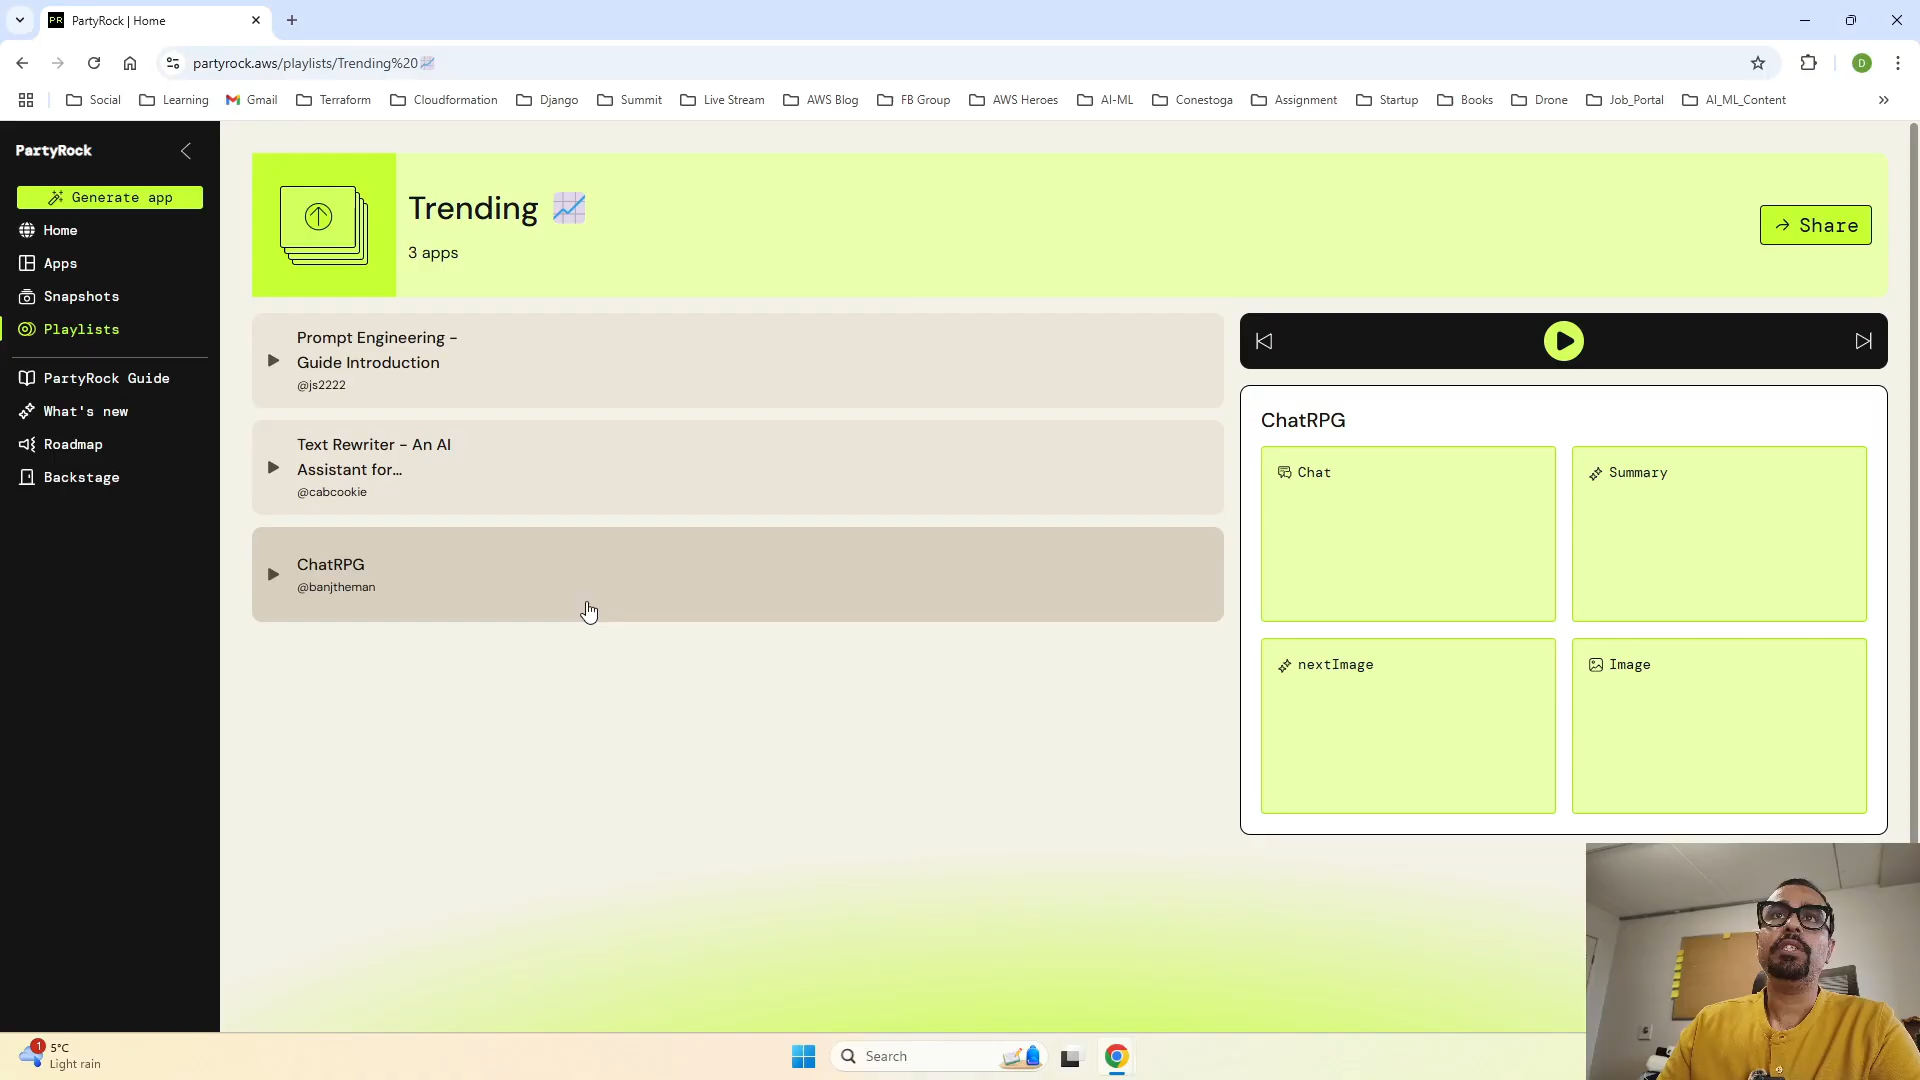 PR
PartyRock | Home
partyrock.aws/playlists/Trending%20📈
D
Social
Learning
Gmail
Terraform
Cloudformation
Django
Summit
Live Stream
AWS Blog
FB Group
AWS Heroes
AI-ML
Conestoga
Assignment
Startup
Books
Drone
Job_Portal
AI_ML_Content
PartyRock
Generate app
Home
Apps
Snapshots
Playlists
PartyRock Guide
What's new
Roadmap
Backstage
Trending 📈
3 apps
Share
Prompt Engineering -
Guide Introduction
@js2222
Text Rewriter - An AI
Assistant for...
@cabcookie
ChatRPG
@banjtheman
ChatRPG
Chat
Summary
nextImage
Image
1
5°C
Light rain
Search